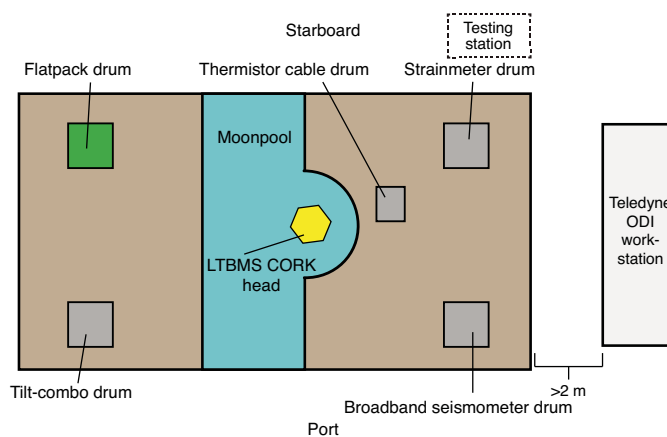 Starboard
Testing
station
Flatpack drum
Thermistor cable drum
Strainmeter drum
Moonpool
Teledyne
ODI
work-
station
LTBMS CORK
head
Tilt-combo drum
>2 m
Broadband seismometer drum
Port